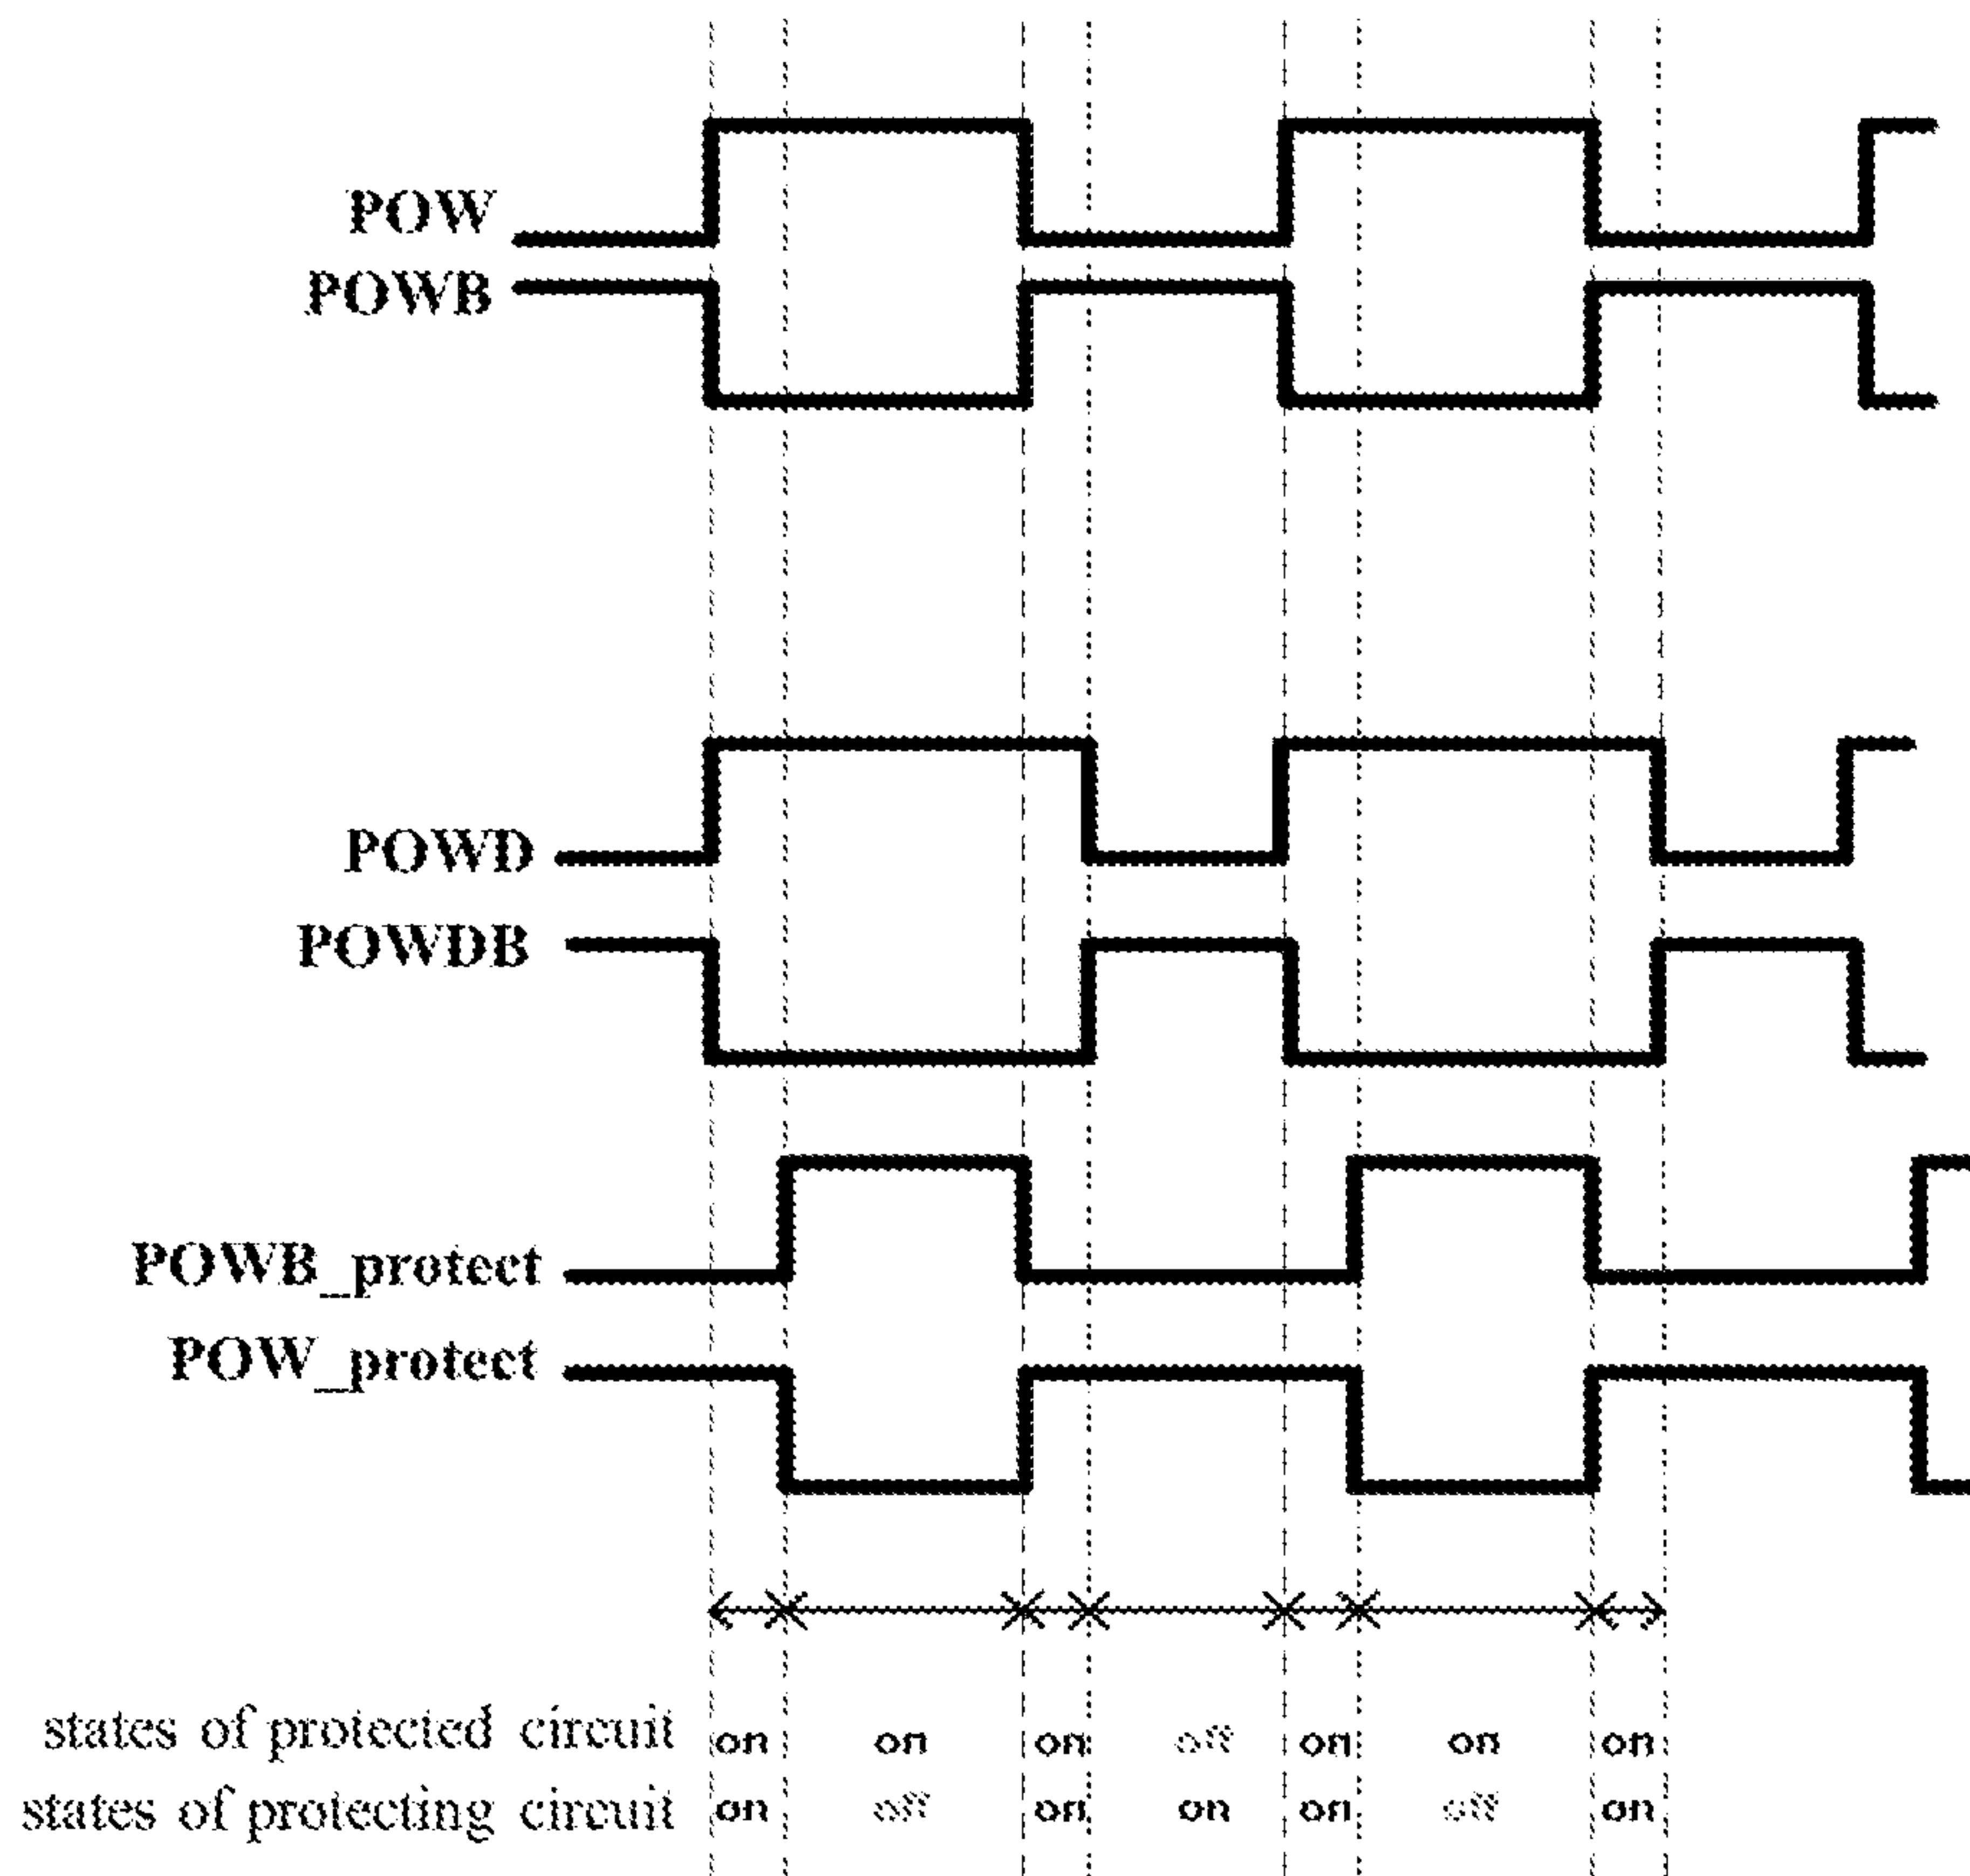 POW
POWB
POWD
POWDB
POWB_protect
POW_protect
states of protected circuit on on on off on on on
states of protecting circuit on off on on on off on